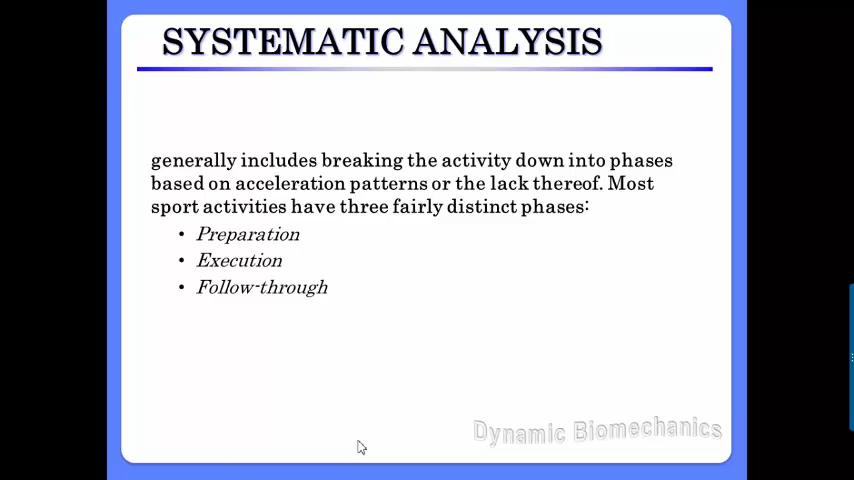 SYSTEMATIC ANALYSIS
generally includes breaking the activity down into phases
based on acceleration patterns or the lack thereof. Most
sport activities have three fairly distinct phases:
• Preparation
• Execution
• Follow-through
Dynamic Biomechanics